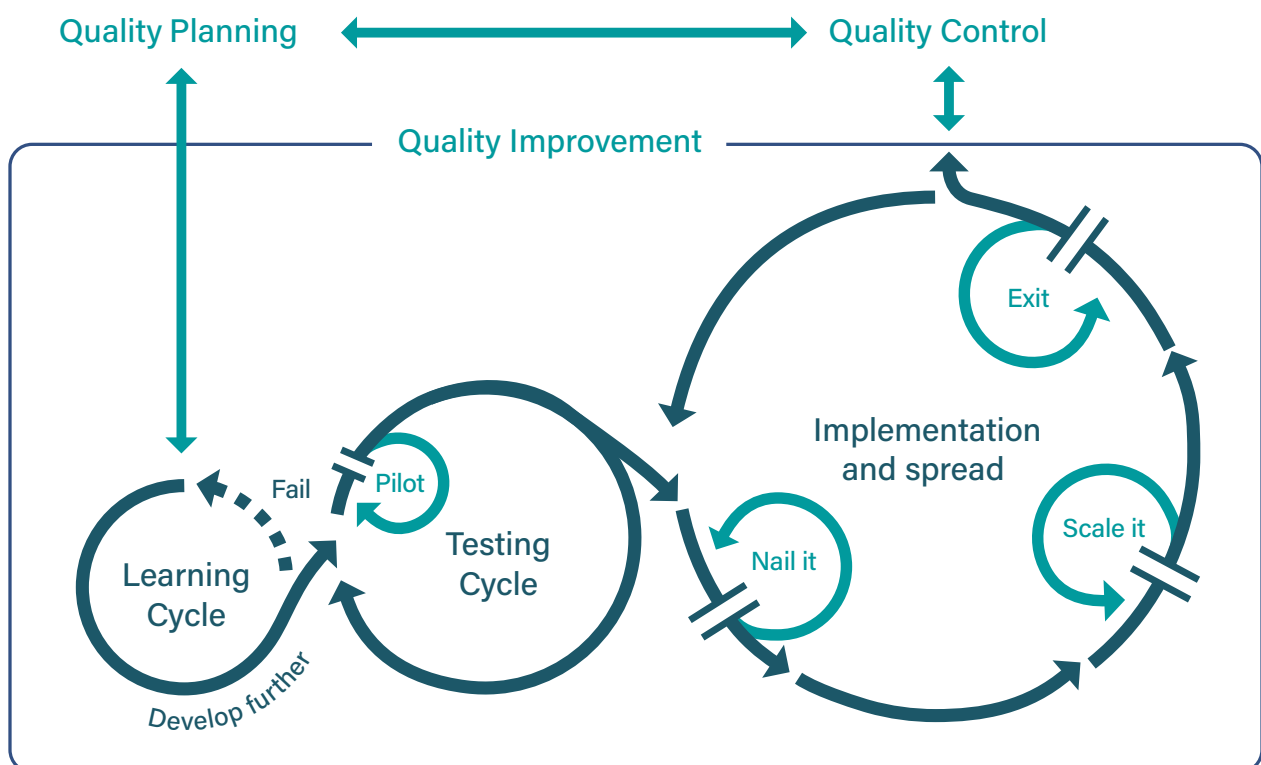 Quality Planning
Quality Control
Quality Improvement
Exit
Implementation
and spread
Fail
Pilot
Testing
Cycle
Scale it
Nail it
Learning
Cycle
Develop further